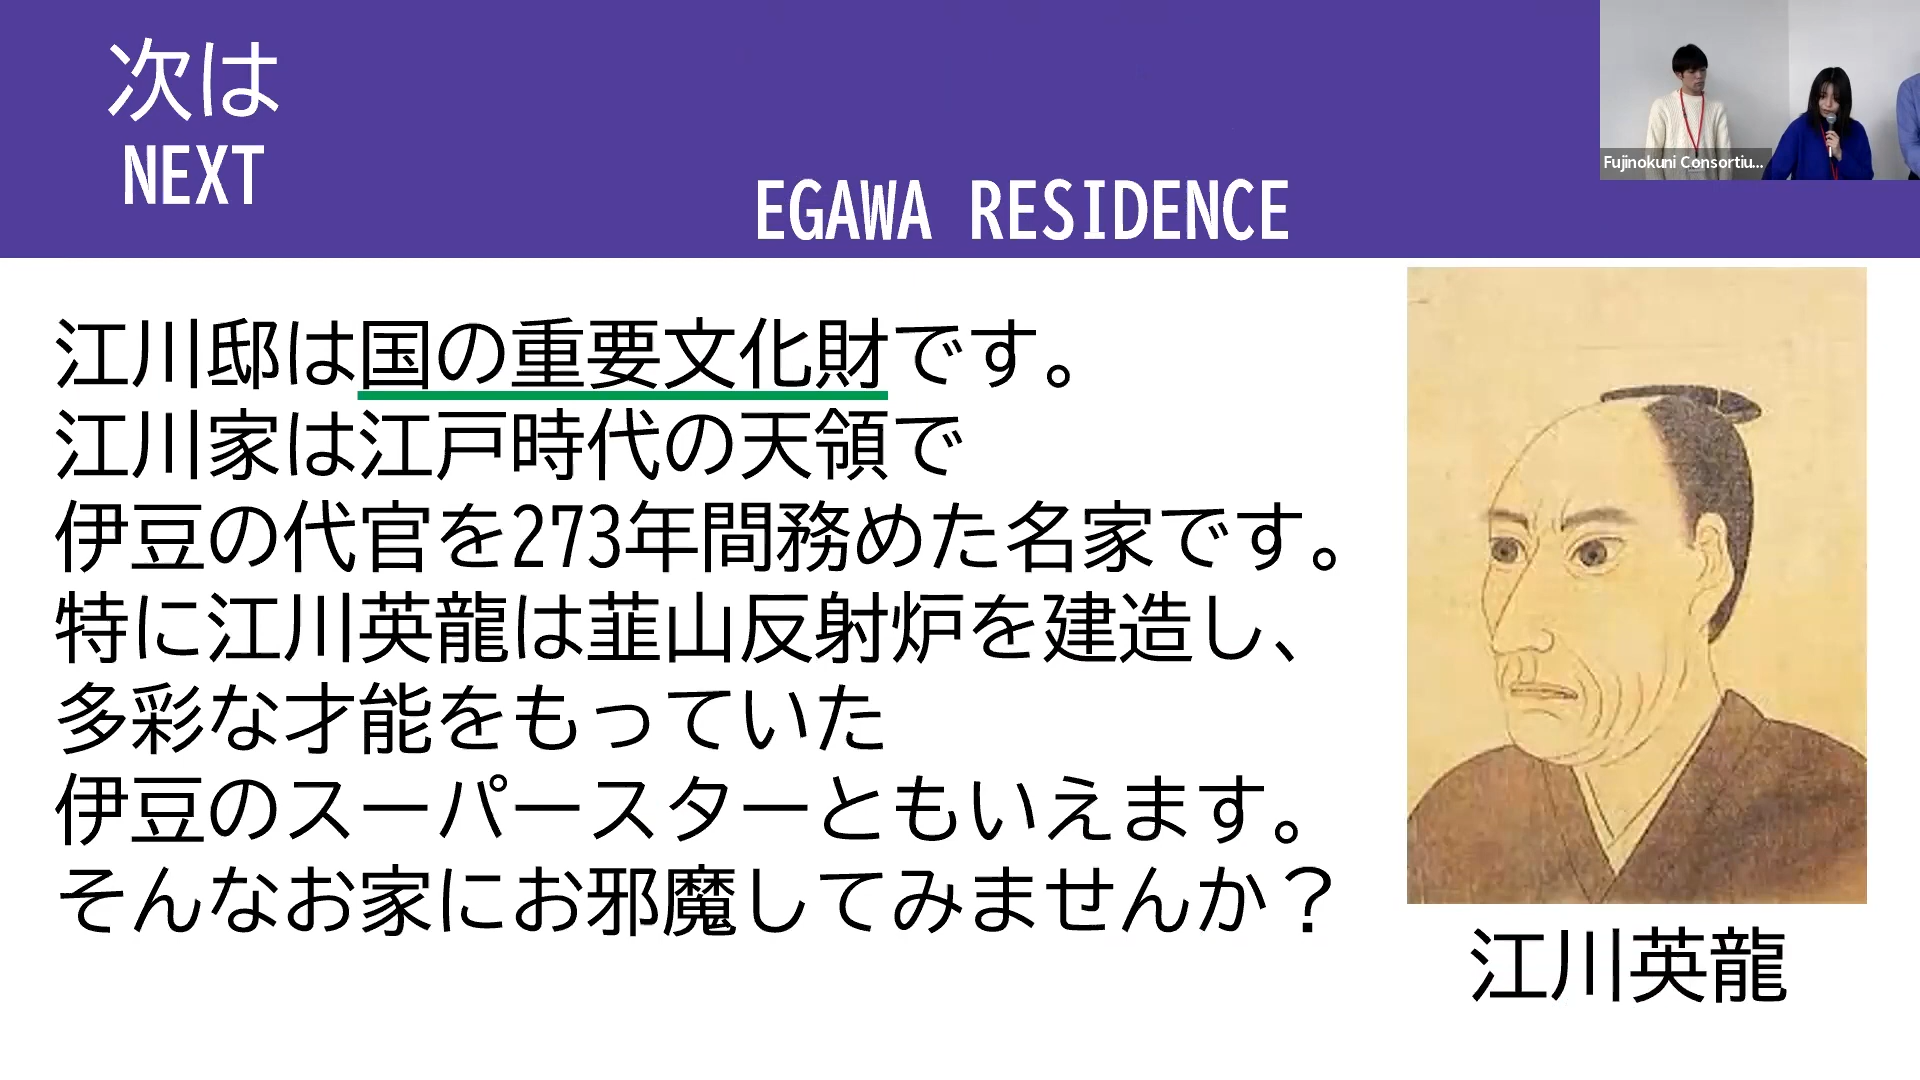 次は
NEXT
EGAWA RESIDENCE
Fujinokuni Consortiu...
江川邸は国の重要文化財です。
江川家は江戸時代の天領で
伊豆の代官を273年間務めた名家です。
特に江川英龍は韮山反射炉を建造し、
多彩な才能をもっていた
伊豆のスーパースターともいえます。
そんなお家にお邪魔してみませんか？
江川英龍